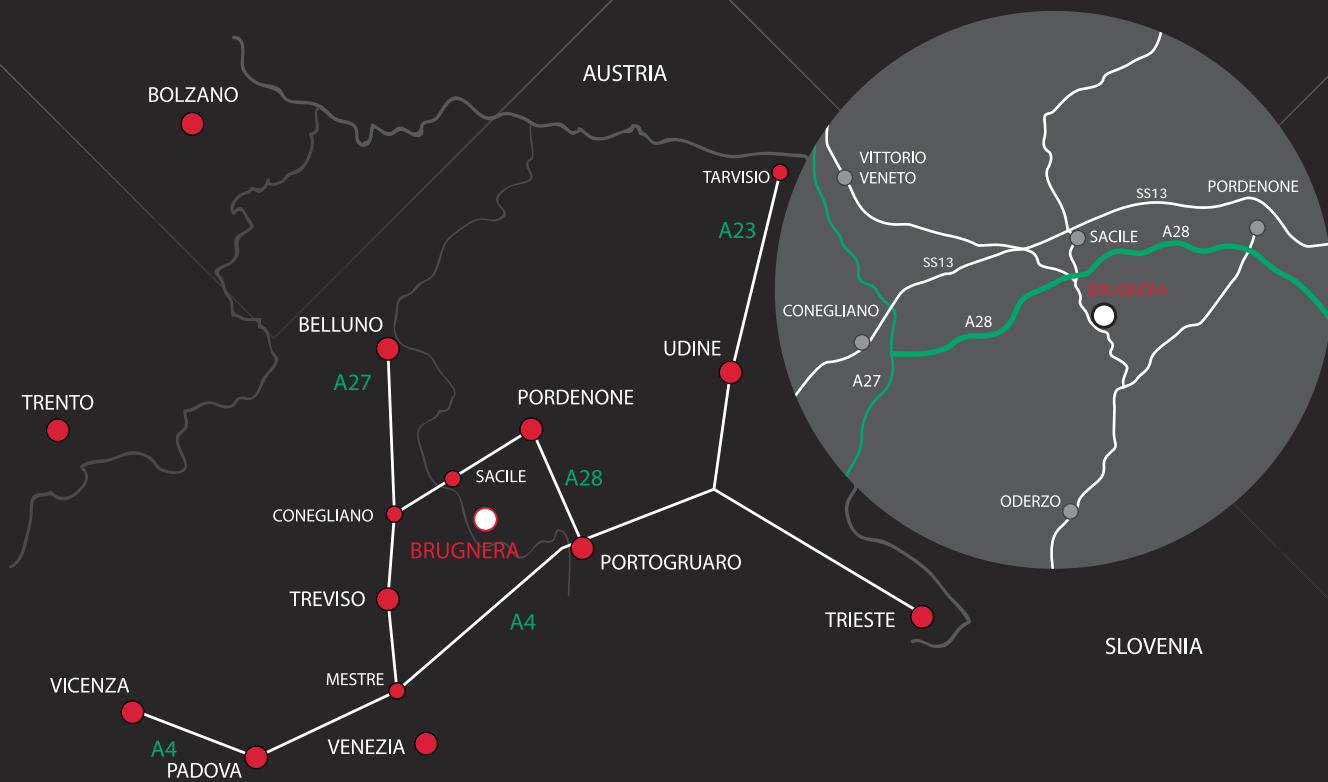 AUSTRIA
BOLZANO
TARVISIO
A23
BELLUNO
A27
UDINE
TRENTO
PORDENONE
SACILE
A28
CONEGLIANO
BRUGNERA
PORTOGRUARO
TREVISO
A4
TRIESTE
SLOVENIA
MESTRE
VICENZA
VENEZIA
A4
PADOVA
VITTORIO
VENETO
SS13
PORDENONE
SACILE
A28
SS13
BRUGNERA
CONEGLIANO
A28
A27
ODERZO